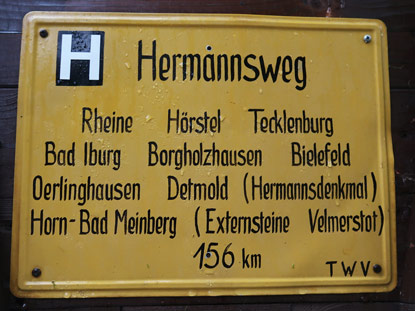 H Hermannsweg
Rheine Hörstel Tecklenburg
Bad Iburg Borgholzhausen Bielefeld
Oerlinghausen Detmold (Hermannsdenkmal)
Horn-Bad Meinberg (Externsteine Velmerstot)
156 km
TWV